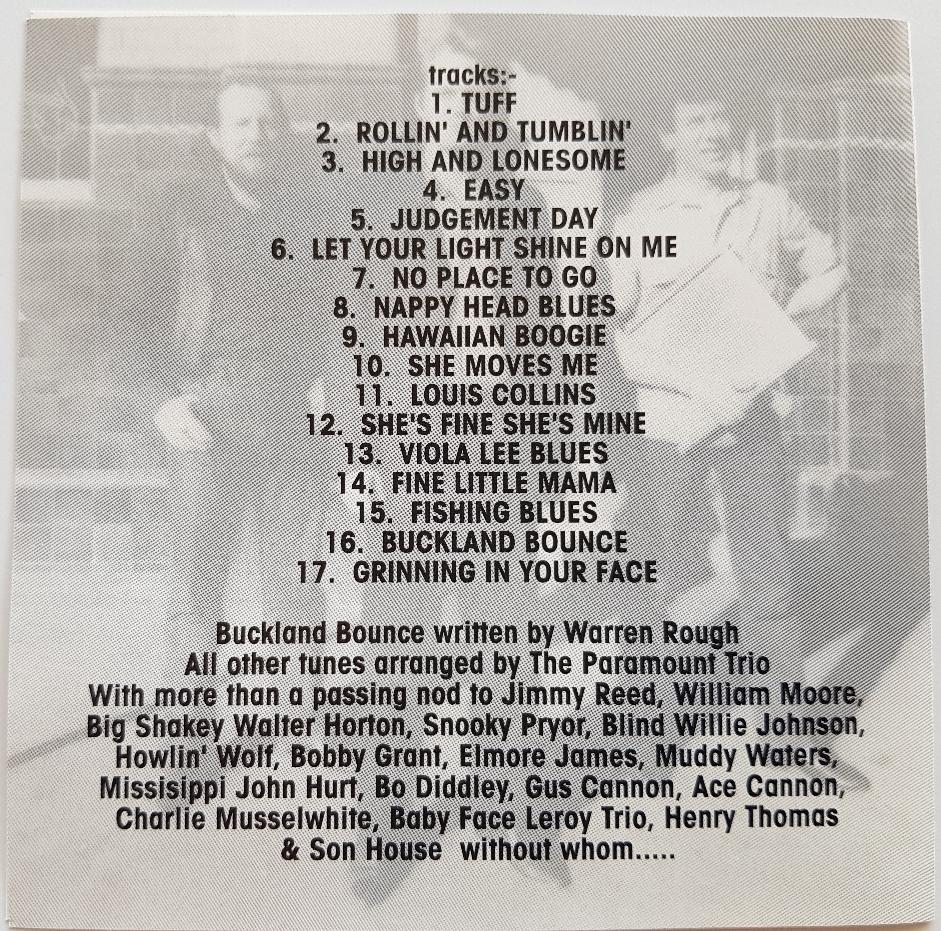 tracks:-
1. TUFF
2. ROLLIN' AND TUMBLIN'
3. HIGH AND LONESOME
4. EASY
5. JUDGEMENT DAY
6. LET YOUR LIGHT SHINE ON ME
7. NO PLACE TO GO
8. NAPPY HEAD BLUES
9. HAWAIIAN BOOGIE
10. SHE MOVES ME
11. LOUIS COLLINS
12. SHE'S FINE SHE'S MINE
13. VIOLA LEE BLUES
14. FINE LITTLE MAMA
15. FISHING BLUES
16. BUCKLAND BOUNCE
17. GRINNING IN YOUR FACE
Buckland Bounce written by Warren Rough
All other tunes arranged by The Paramount Trio
With more than a passing nod to Jimmy Reed, William Moore,
Big Shakey Walter Horton, Snooky Pryor, Blind Willie Johnson,
Howlin' Wolf, Bobby Grant, Elmore James, Muddy Waters,
Missisippi John Hurt, Bo Diddley, Gus Cannon, Ace Cannon,
Charlie Musselwhite, Baby Face Leroy Trio, Henry Thomas
& Son House without whom.....